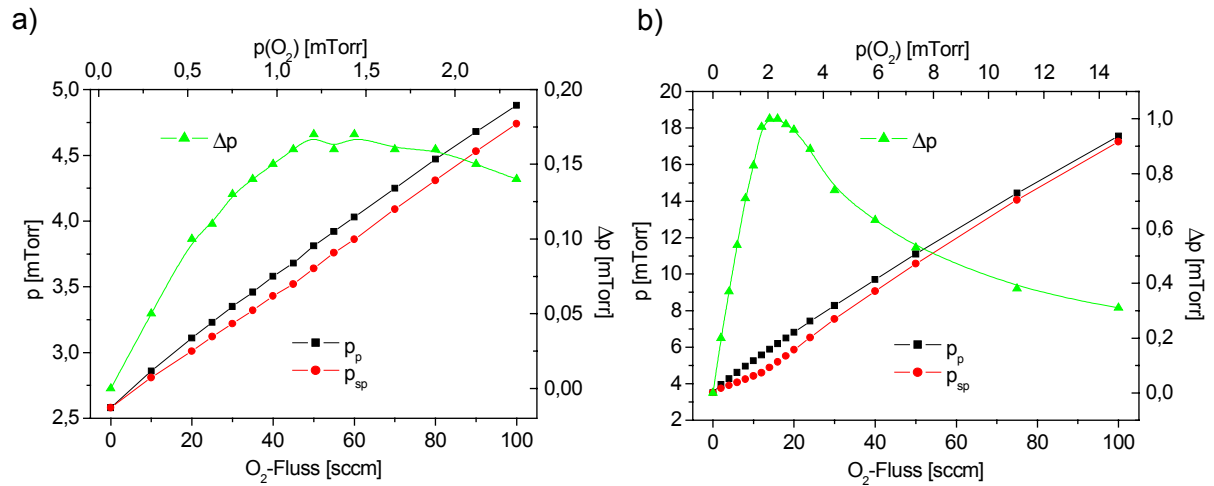 a)
p(O₂) [mTorr]
0,0 0,5 1,0 1,5 2,0
5,0
4,5
4,0
3,5
3,0
2,5
p [mTorr]
Δp
p_p
p_sp
0,20
0,15
0,10
0,05
0,00
Δp [mTorr]
0 20 40 60 80 100
O₂-Fluss [sccm]
b)
p(O₂) [mTorr]
0 2 4 6 8 10 12 14
20
18
16
14
12
10
8
6
4
2
p [mTorr]
Δp
p_p
p_sp
1,0
0,8
0,6
0,4
0,2
0,0
Δp [mTorr]
0 20 40 60 80 100
O₂-Fluss [sccm]